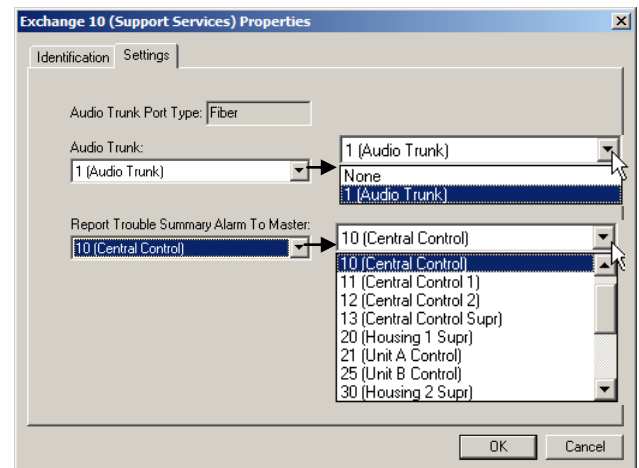 Exchange 10 (Support Services) Properties
Identification Settings
Audio Trunk Port Type: Fiber
Audio Trunk:
1 (Audio Trunk)
1 (Audio Trunk)
None
1 (Audio Trunk)
Report Trouble Summary Alarm To Master:
10 (Central Control)
10 (Central Control)
10 (Central Control)
11 (Central Control 1)
12 (Central Control 2)
13 (Central Control Supr)
20 (Housing 1 Supr)
21 (Unit A Control)
25 (Unit B Control)
30 (Housing 2 Supr)
OK Cancel